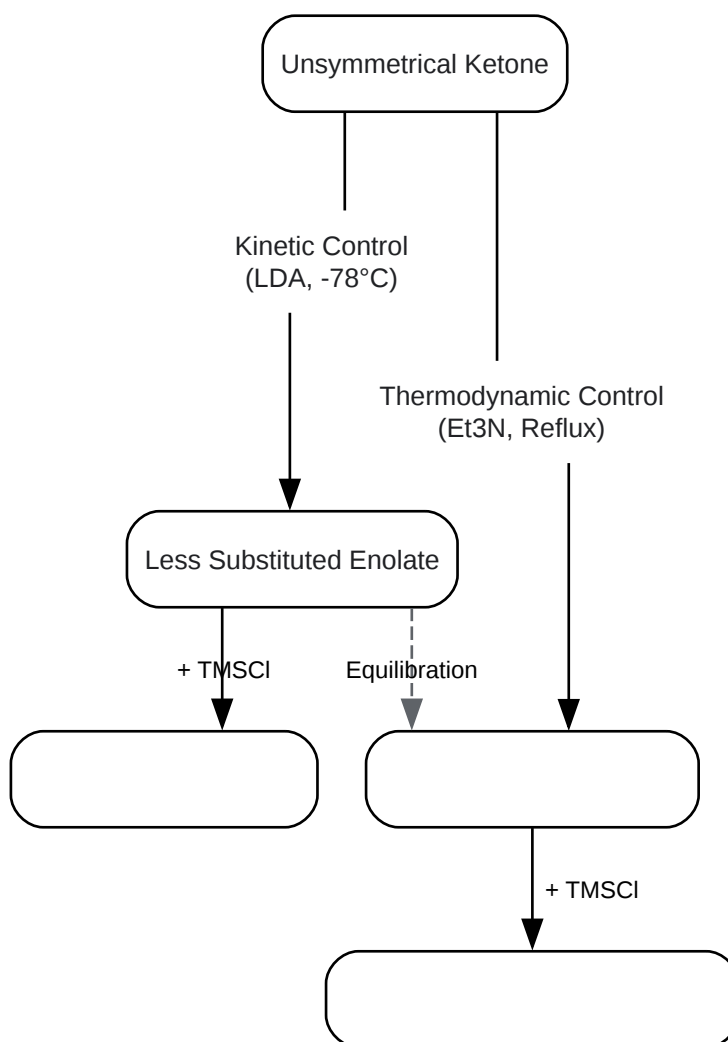 Unsymmetrical Ketone
Kinetic Control
(LDA, -78°C)
Thermodynamic Control
(Et3N, Reflux)
Less Substituted Enolate
+ TMSCl
Equilibration
+ TMSCl